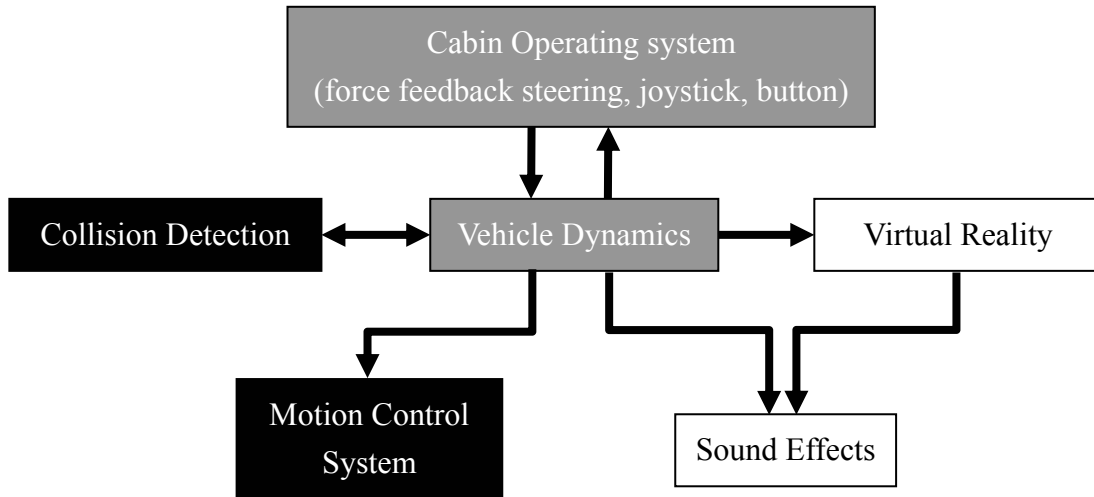 Cabin Operating system
(force feedback steering, joystick, button)
Collision Detection
Vehicle Dynamics
Virtual Reality
Motion Control
System
Sound Effects